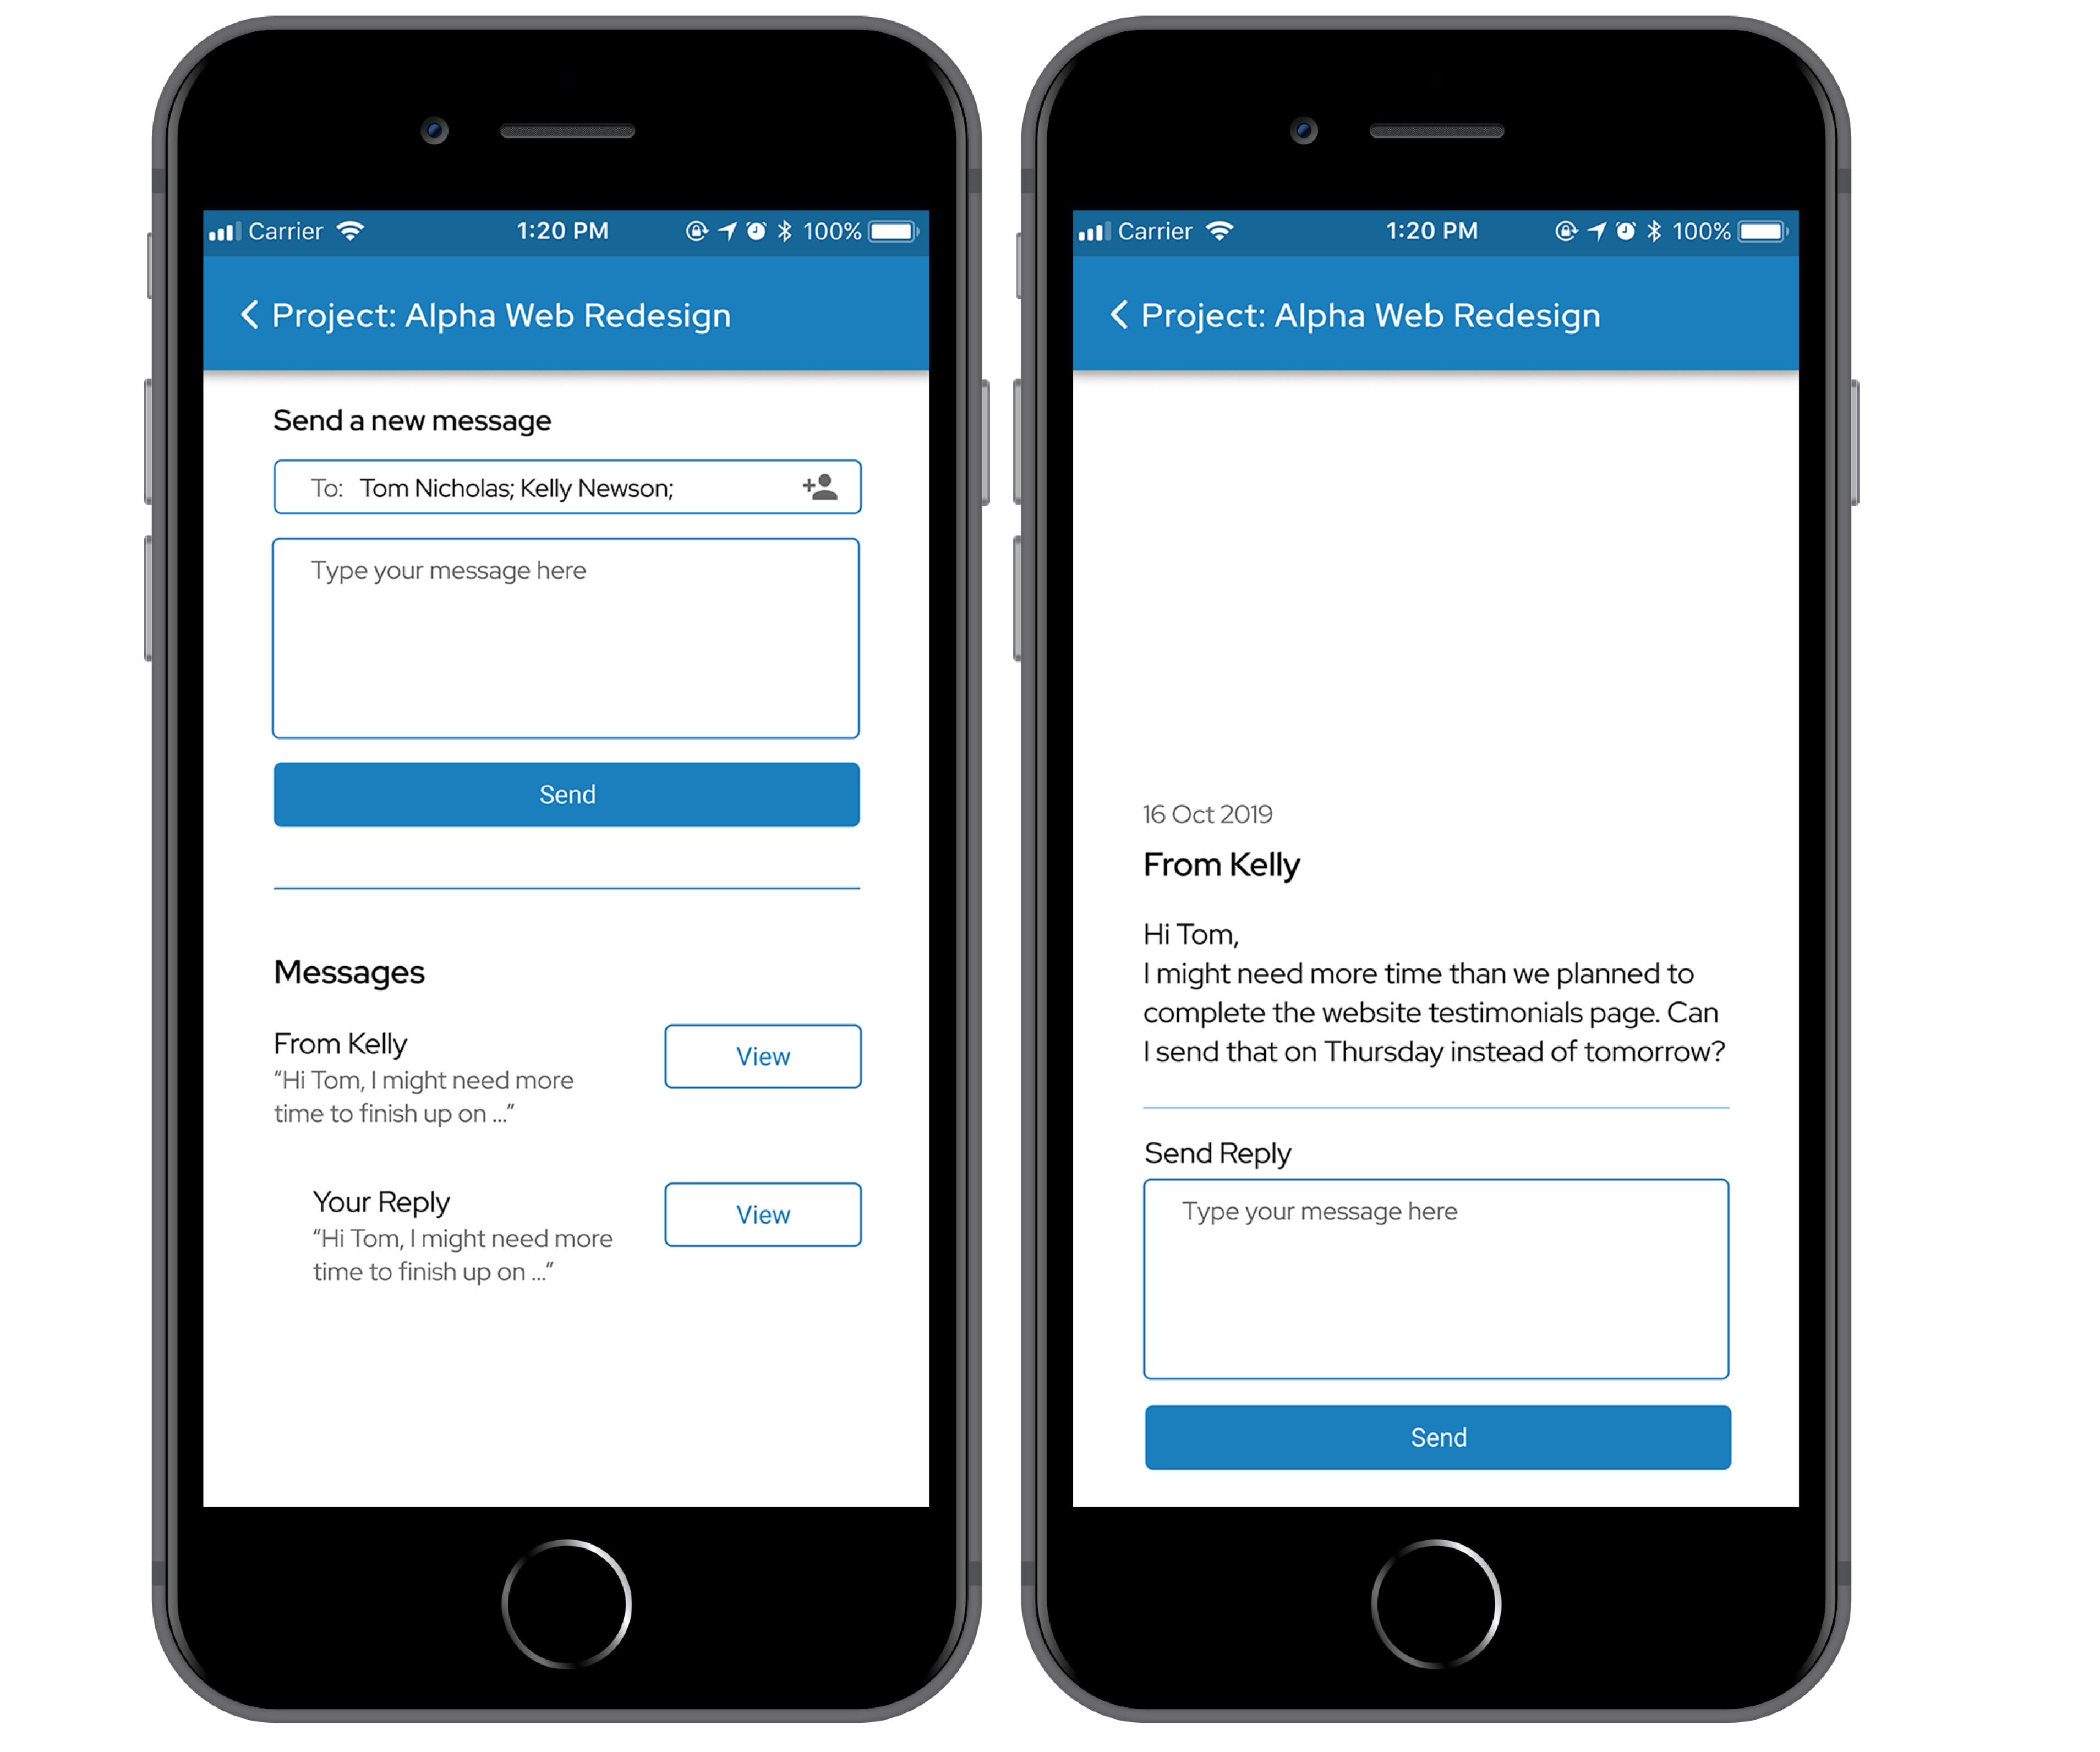 Carrier 1:20 PM 100%
Project: Alpha Web Redesign
Send a new message
To: Tom Nicholas; Kelly Newson;
Type your message here
Send
Messages
From Kelly
View
“Hi Tom, I might need more
time to finish up on ...”
Your Reply
View
“Hi Tom, I might need more
time to finish up on ...”
Carrier 1:20 PM 100%
Project: Alpha Web Redesign
16 Oct 2019
From Kelly
Hi Tom,
I might need more time than we planned to
complete the website testimonials page. Can
I send that on Thursday instead of tomorrow?
Send Reply
Type your message here
Send